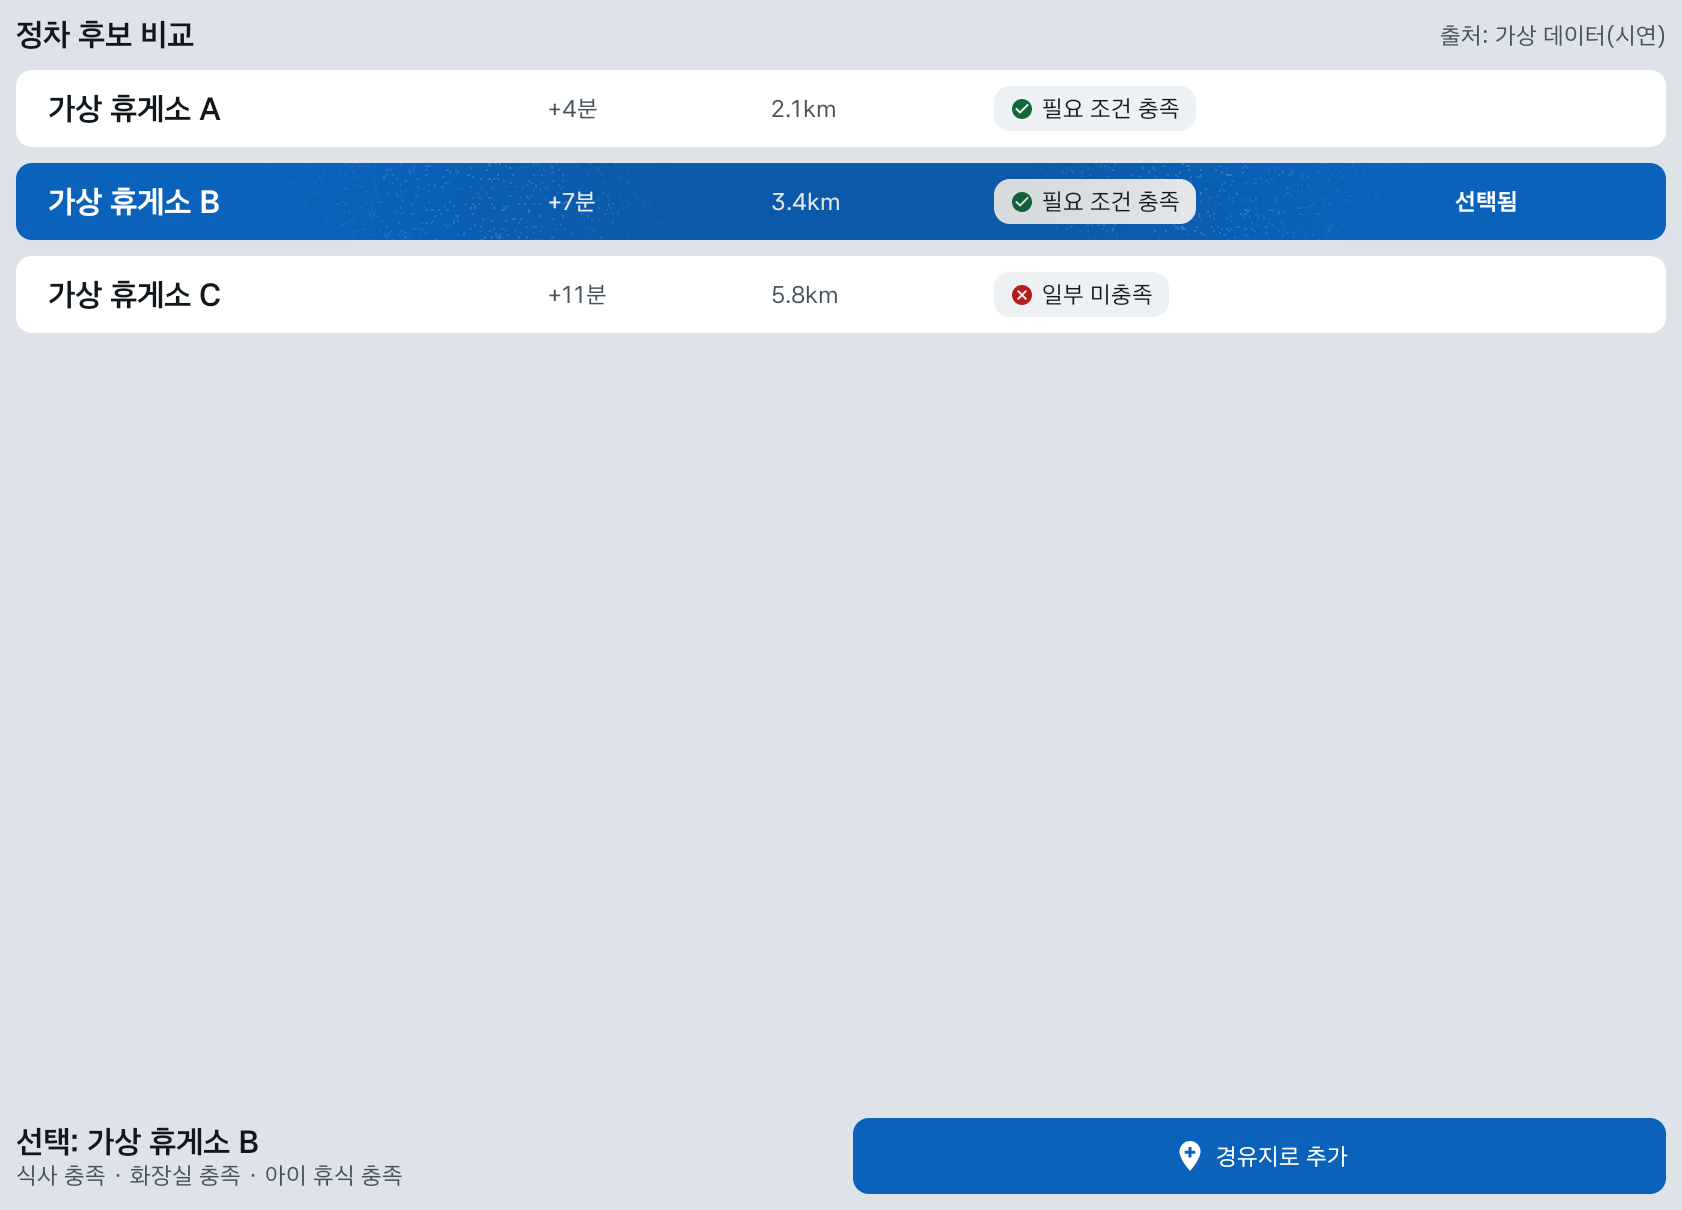 정차 후보 비교
출처: 가상 데이터(시연)
가상 휴게소 A +4분 2.1km 필요 조건 충족
가상 휴게소 B +7분 3.4km 필요 조건 충족 선택됨
가상 휴게소 C +11분 5.8km 일부 미충족
선택: 가상 휴게소 B
식사 충족 · 화장실 충족 · 아이 휴식 충족
경유지로 추가